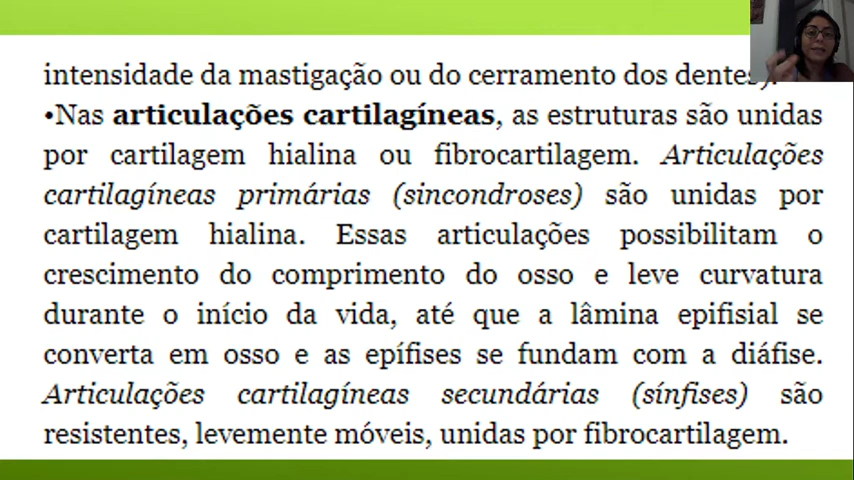 intensidade da mastigação ou do cerramento dos dentes).
•Nas articulações cartilagíneas, as estruturas são unidas
por cartilagem hialina ou fibrocartilagem. Articulações
cartilagíneas primárias (sincondroses) são unidas por
cartilagem hialina. Essas articulações possibilitam o
crescimento do comprimento do osso e leve curvatura
durante o início da vida, até que a lâmina epifisial se
converta em osso e as epífises se fundam com a diáfise.
Articulações cartilagíneas secundárias (sínfises) são
resistentes, levemente móveis, unidas por fibrocartilagem.